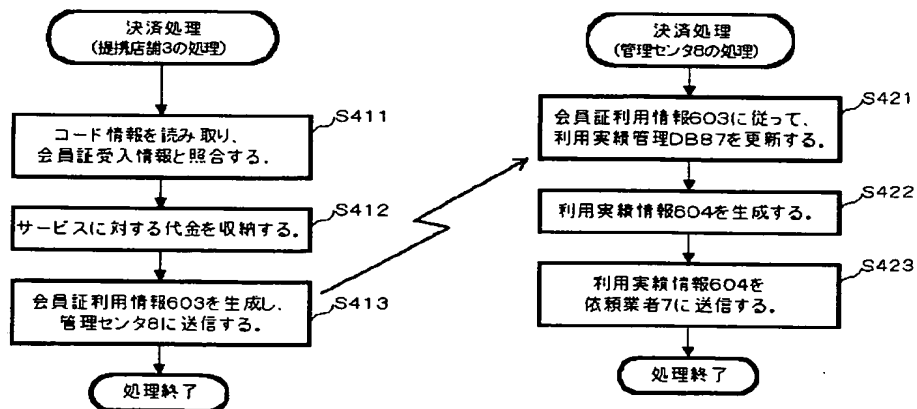 決済処理
(提携店舗3の処理)
S411
コード情報を読み取り、
会員証受入情報と照合する。
S412
サービスに対する代金を収納する。
S413
会員証利用情報603を生成し、
管理センタ8に送信する。
処理終了
決済処理
(管理センタ8の処理)
S421
会員証利用情報603に従って、
利用実績管理DB87を更新する。
S422
利用実績情報604を生成する。
S423
利用実績情報604を
依頼業者7に送信する。
処理終了